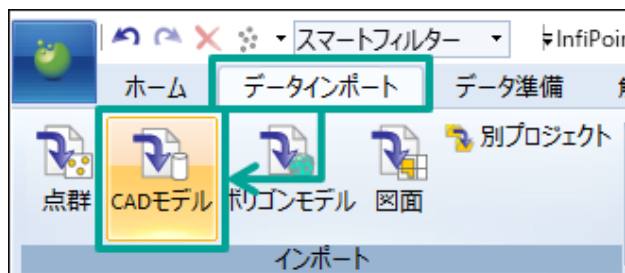 スマートフィルター InfiPoin
ホーム データインポート データ準備
点群 CADモデル ポリゴンモデル 図面 別プロジェクト
インポート